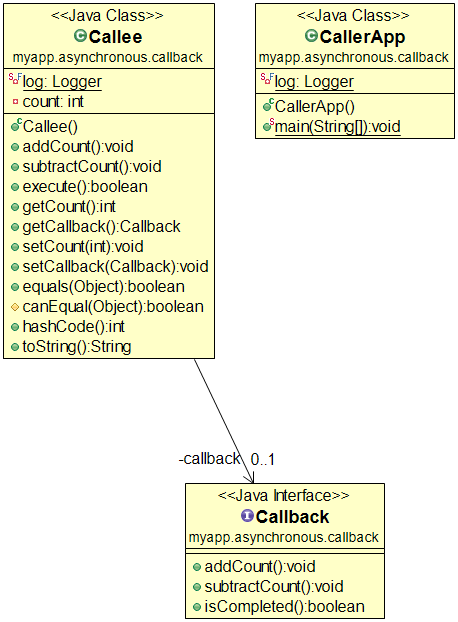 <<Java Class>>
Callee
myapp.asynchronous.callback
log: Logger
count: int
Callee()
addCount():void
subtractCount():void
execute():boolean
getCount():int
getCallback():Callback
setCount(int):void
setCallback(Callback):void
equals(Object):boolean
canEqual(Object):boolean
hashCode():int
toString():String
<<Java Class>>
CallerApp
myapp.asynchronous.callback
log: Logger
CallerApp()
main(String[]):void
-callback 0..1
<<Java Interface>>
Callback
myapp.asynchronous.callback
addCount():void
subtractCount():void
isCompleted():boolean